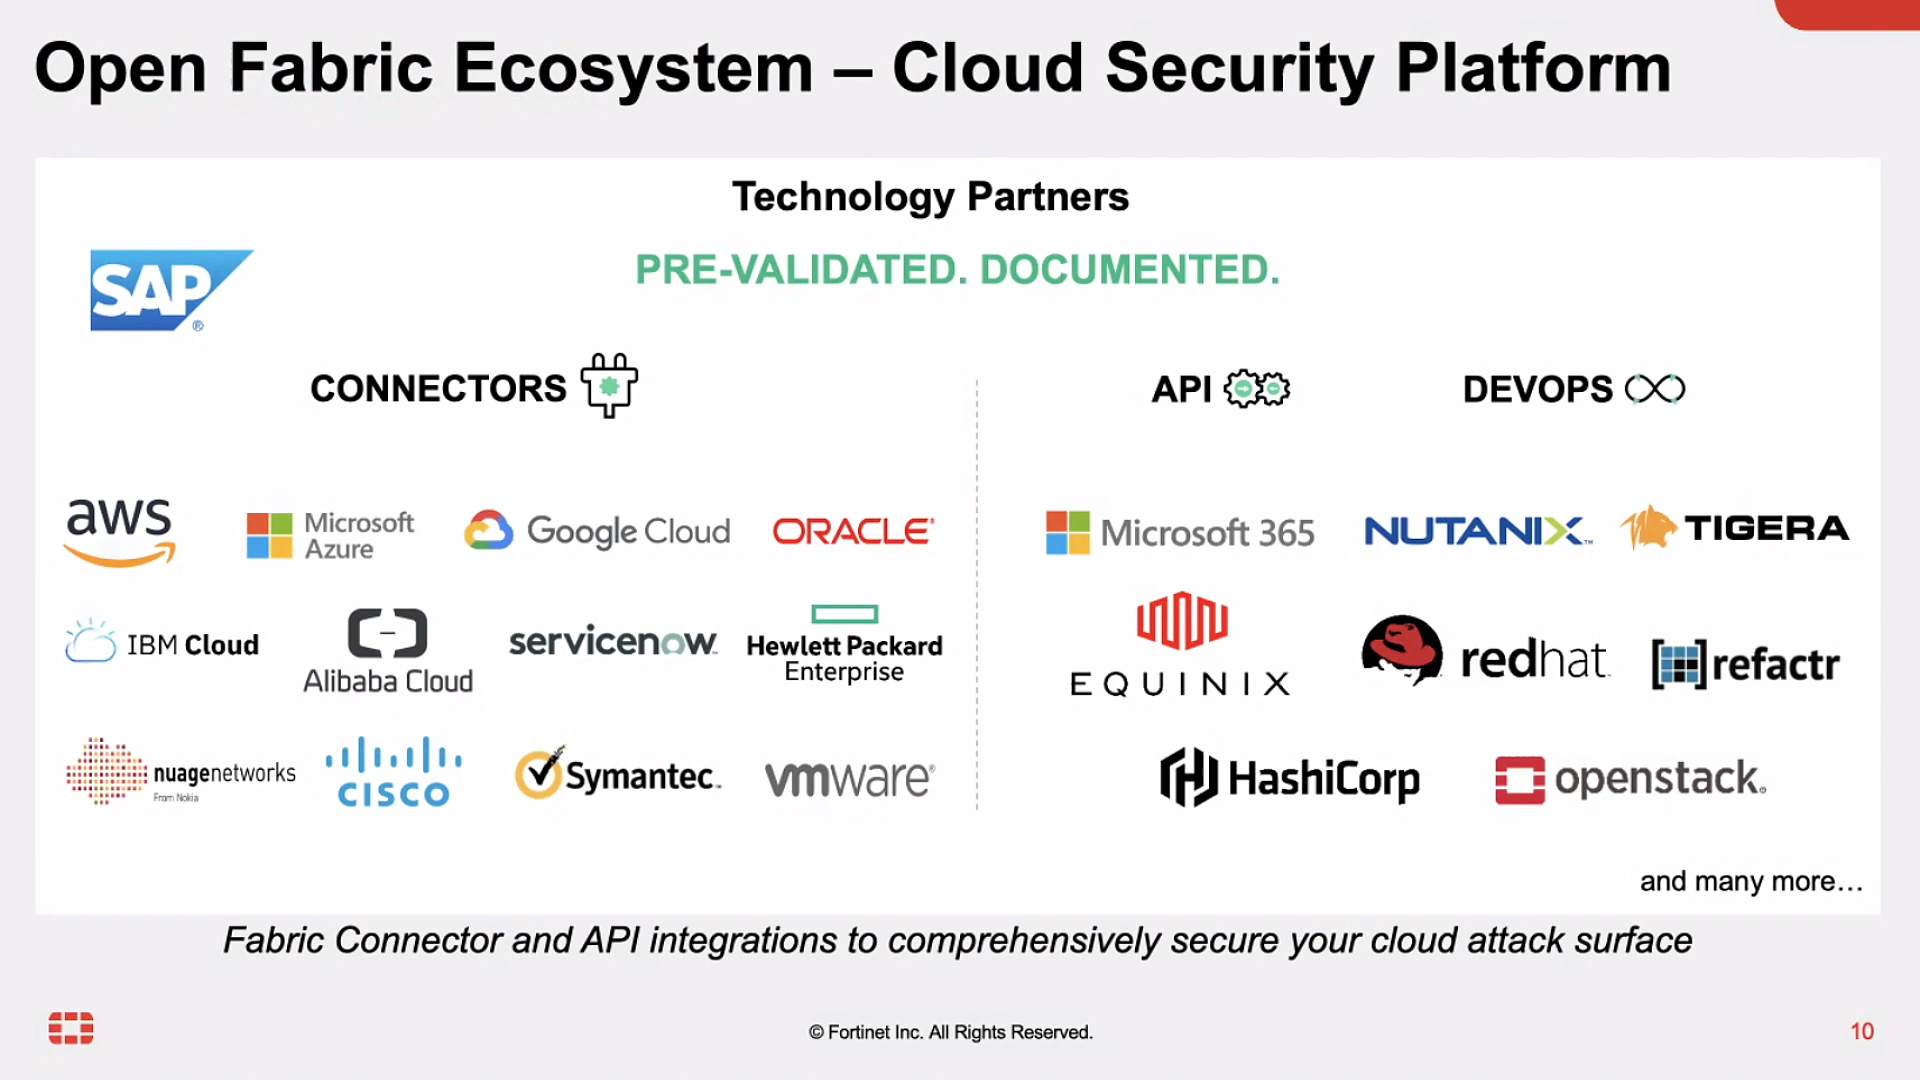 Open Fabric Ecosystem – Cloud Security Platform
Technology Partners
PRE-VALIDATED. DOCUMENTED.
SAP®
CONNECTORS
API
DEVOPS
aws
Microsoft
Azure
Google Cloud
ORACLE®
Microsoft 365
NUTANIX™
TIGERA
IBM Cloud
Alibaba Cloud
servicenow
Hewlett Packard
Enterprise
EQUINIX
redhat
refactr
nuagenetworks
From Nokia
CISCO
Symantec™
vmware®
HashiCorp
openstack®
and many more…
Fabric Connector and API integrations to comprehensively secure your cloud attack surface
© Fortinet Inc. All Rights Reserved.
10